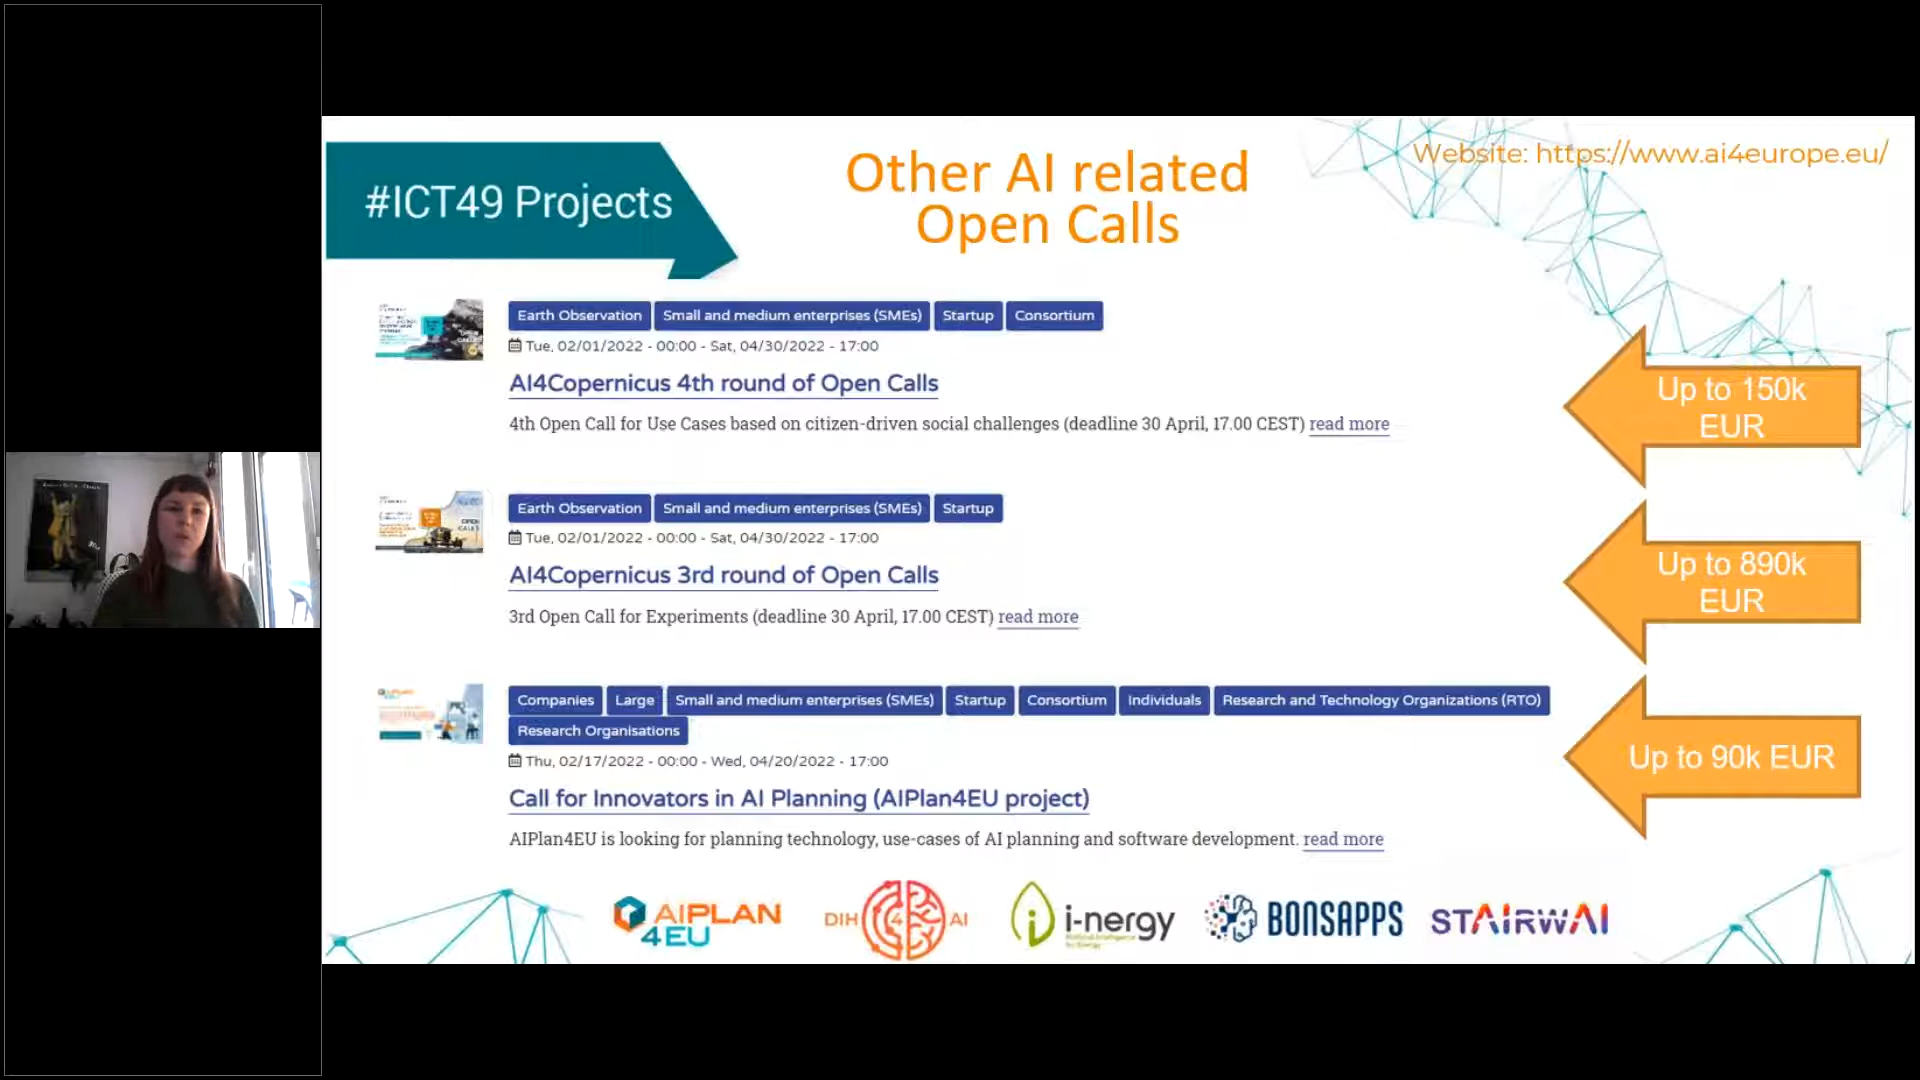 #ICT49 Projects
Other AI related
Open Calls
Website: https://www.ai4europe.eu/
Earth Observation Small and medium enterprises (SMEs) Startup Consortium
Tue, 02/01/2022 - 00:00 - Sat, 04/30/2022 - 17:00
AI4Copernicus 4th round of Open Calls
4th Open Call for Use Cases based on citizen-driven social challenges (deadline 30 April, 17.00 CEST) read more
Up to 150k
EUR
Earth Observation Small and medium enterprises (SMEs) Startup
Tue, 02/01/2022 - 00:00 - Sat, 04/30/2022 - 17:00
AI4Copernicus 3rd round of Open Calls
3rd Open Call for Experiments (deadline 30 April, 17.00 CEST) read more
Up to 890k
EUR
Companies Large Small and medium enterprises (SMEs) Startup Consortium Individuals Research and Technology Organizations (RTO)
Research Organisations
Thu, 02/17/2022 - 00:00 - Wed, 04/20/2022 - 17:00
Call for Innovators in AI Planning (AIPlan4EU project)
AIPlan4EU is looking for planning technology, use-cases of AI planning and software development. read more
Up to 90k EUR
AIPLAN
4EU
DIH 4 AI
i-nergy
BONSAPPS
STAIRWAI